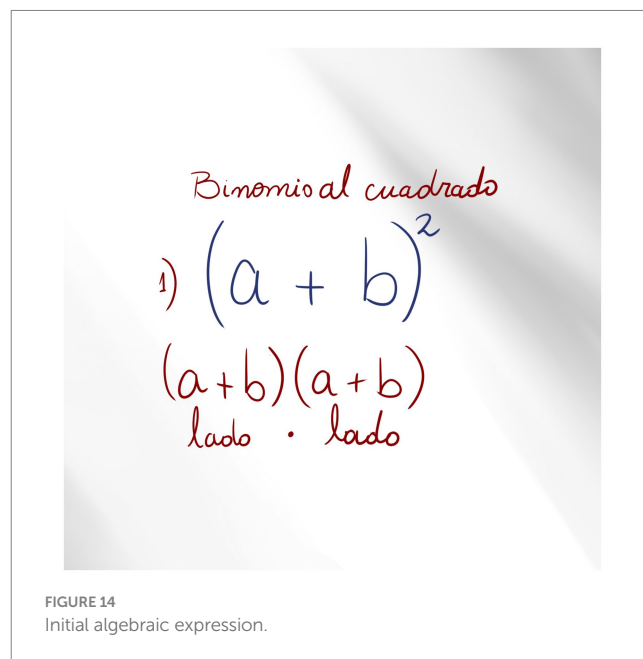 Binomio al cuadrado
1) (a + b)²
(a+b)(a+b)
lado · lado
FIGURE 14
Initial algebraic expression.